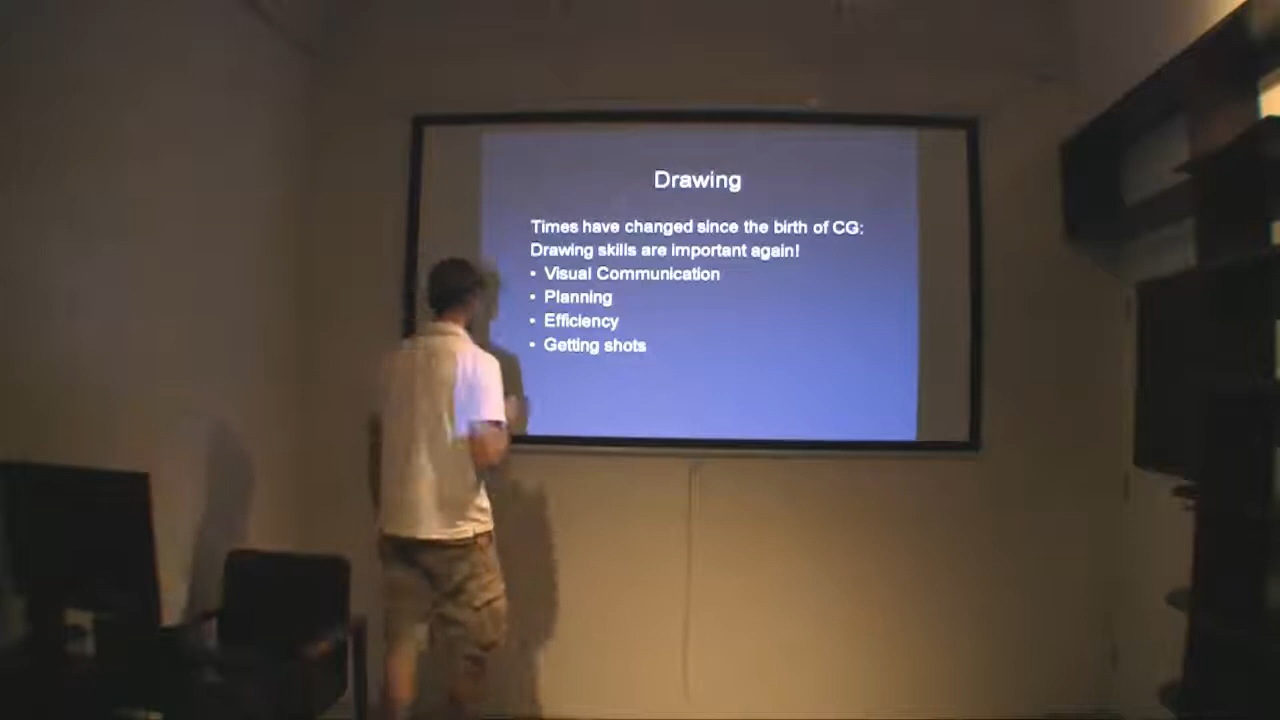 Drawing
Times have changed since the birth of CG:
Drawing skills are important again!
• Visual Communication
• Planning
• Efficiency
• Getting shots